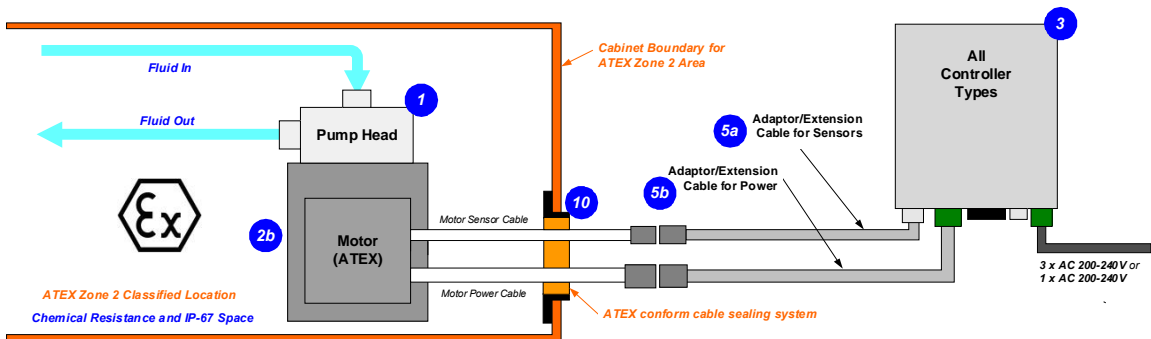 Fluid In
Fluid Out
1
Pump Head
Ex
2b
Motor
(ATEX)
ATEX Zone 2 Classified Location
Chemical Resistance and IP-67 Space
Cabinet Boundary for
ATEX Zone 2 Area
10
Motor Sensor Cable
Motor Power Cable
ATEX conform cable sealing system
5a
Adaptor/Extension
Cable for Sensors
5b
Adaptor/Extension
Cable for Power
3
All
Controller
Types
3 x AC 200-240V or
1 x AC 200-240V